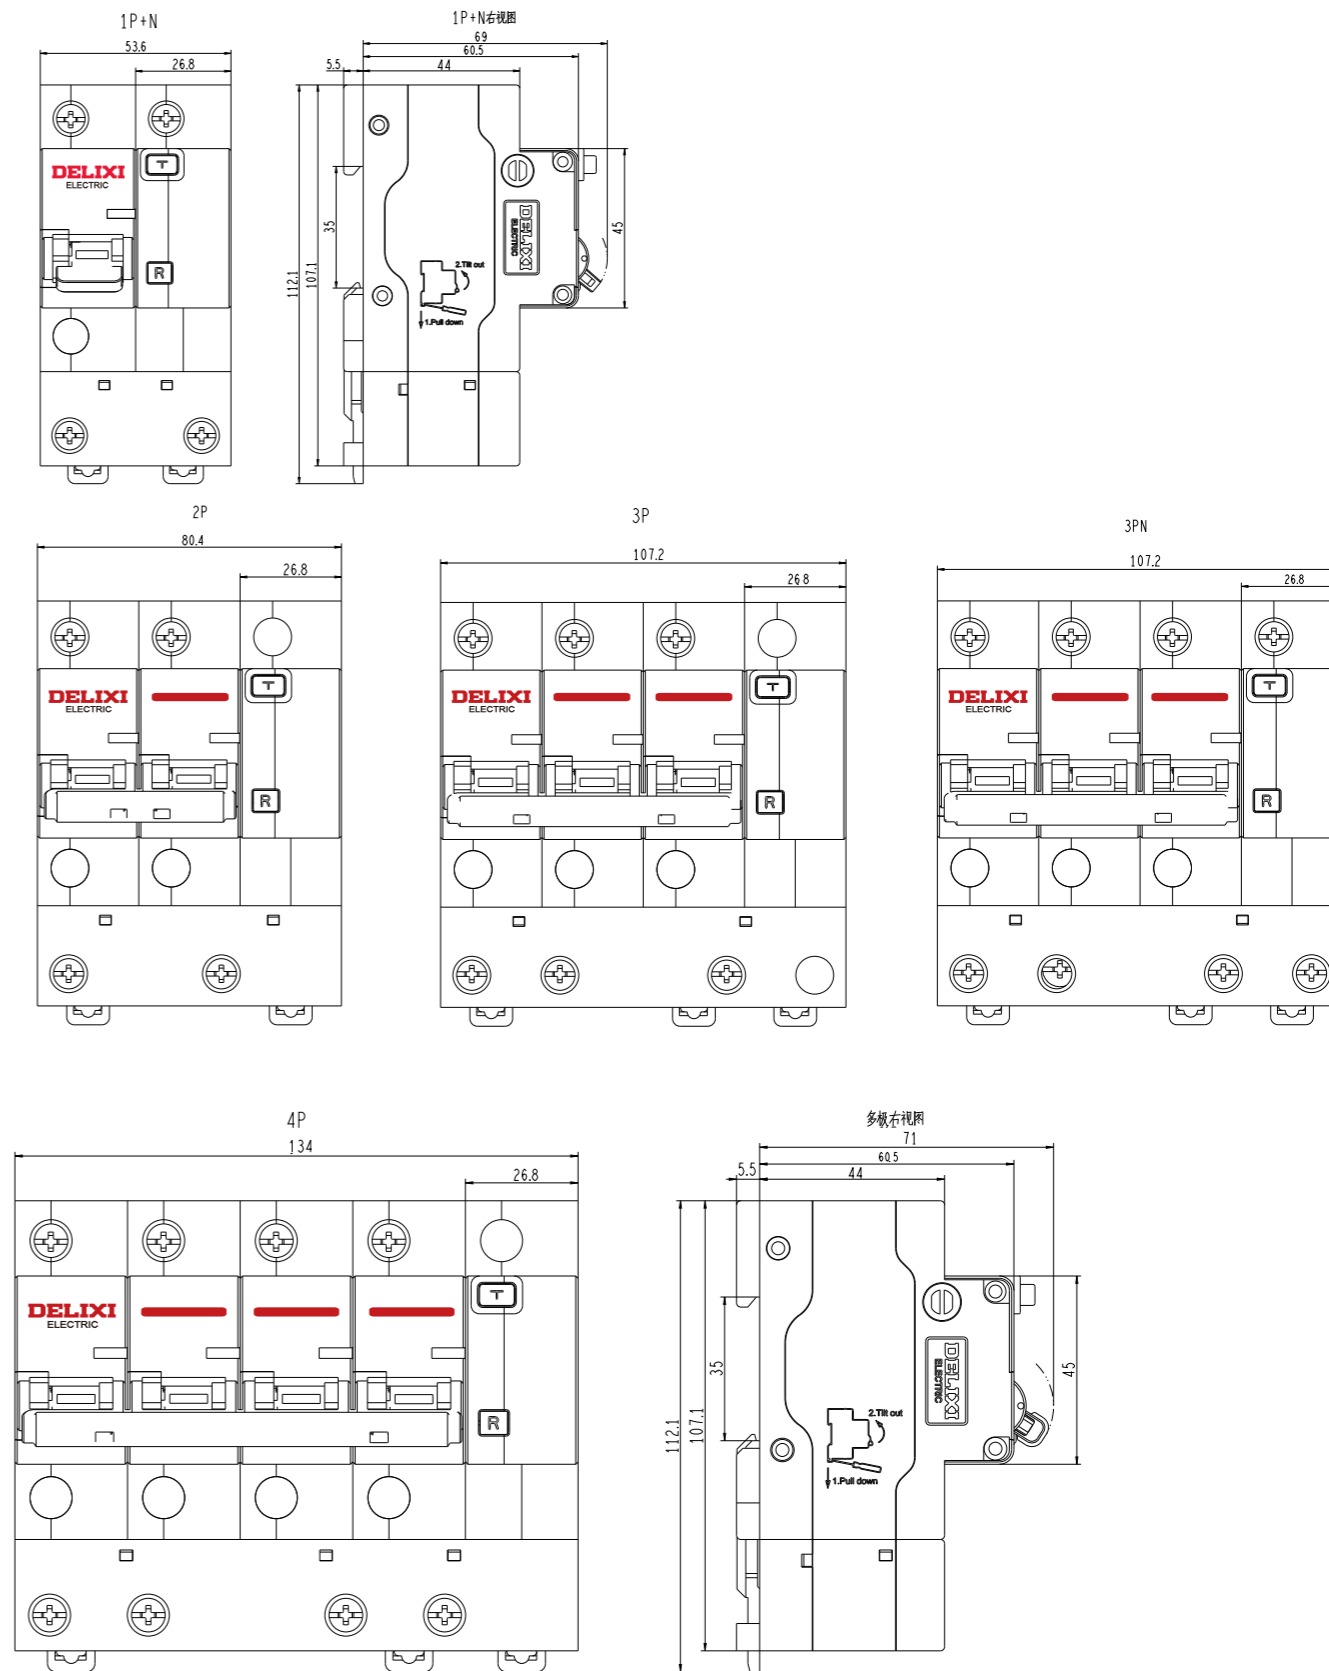 1P+N
53.6
26.8
DELIXI
ELECTRIC
T
R
1P+N右视图
69
60.5
5.5
44
35
112.1
107.1
45
DELIXI
ELECTRIC
2.Tilt out
1.Pull down
2P
80.4
26.8
DELIXI
ELECTRIC
T
R
3P
107.2
26.8
DELIXI
ELECTRIC
T
R
3PN
107.2
26.8
DELIXI
ELECTRIC
T
R
4P
134
26.8
DELIXI
ELECTRIC
T
R
多极右视图
71
60.5
5.5
44
35
112.1
107.1
45
DELIXI
ELECTRIC
2.Tilt out
1.Pull down